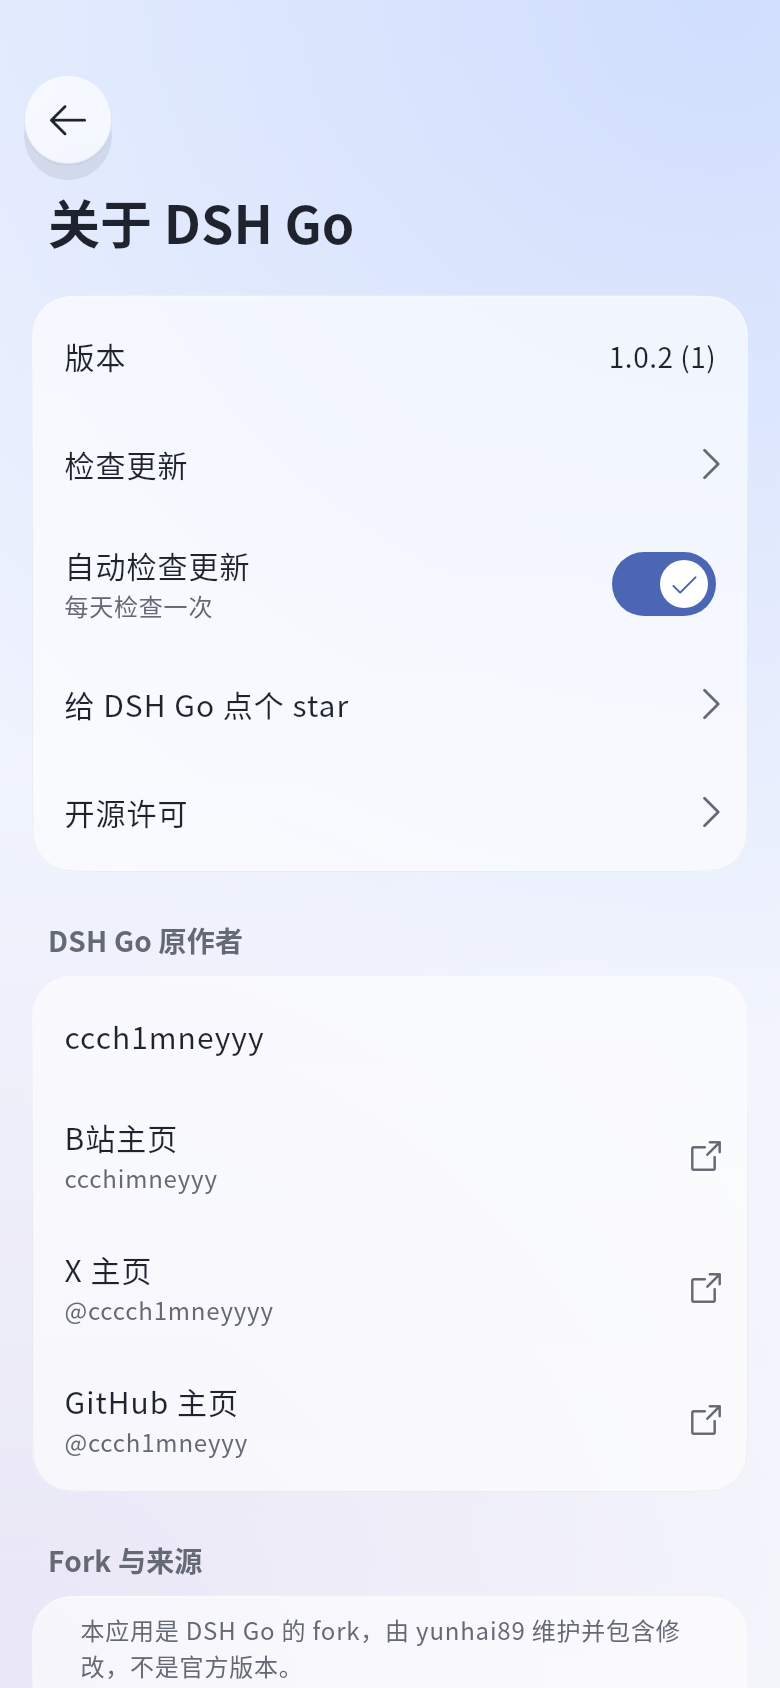 关于 DSH Go
版本
1.0.2 (1)
检查更新
自动检查更新
每天检查一次
给 DSH Go 点个 star
开源许可
DSH Go 原作者
ccch1mneyyy
B站主页
ccchimneyyy
X 主页
@cccch1mneyyyy
GitHub 主页
@ccch1mneyyy
Fork 与来源
本应用是 DSH Go 的 fork，由 yunhai89 维护并包含修
改，不是官方版本。